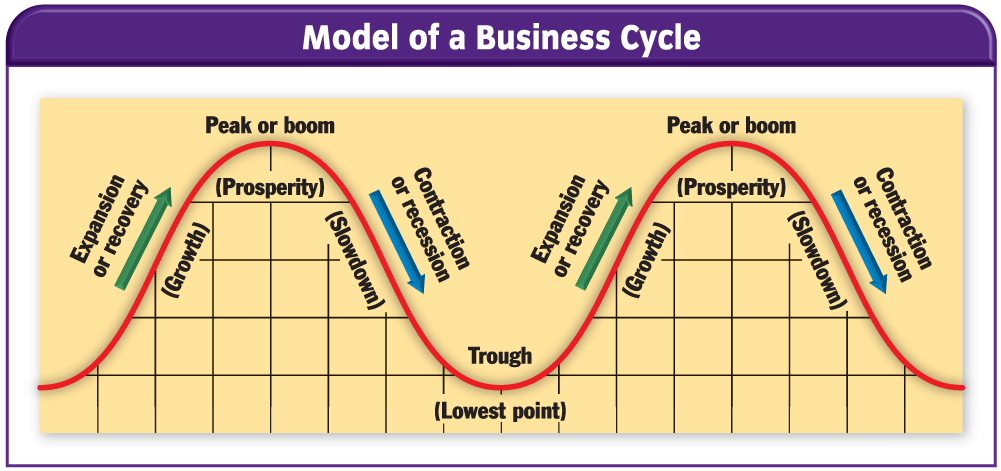 Model of a Business Cycle
Peak or boom
Peak or boom
Expansion
or recovery
(Growth)
(Prosperity)
(Slowdown)
Contraction
or recession
Expansion
or recovery
(Growth)
(Prosperity)
(Slowdown)
Contraction
or recession
Trough
(Lowest point)